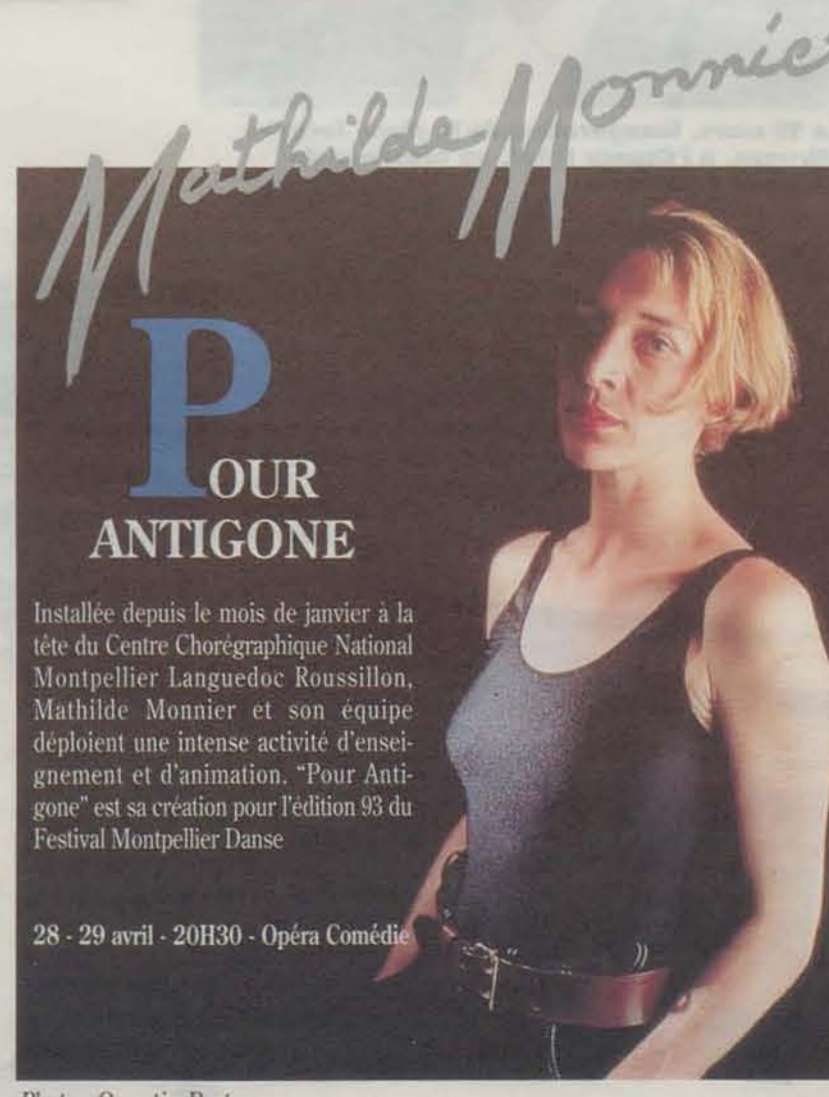 Mathilde Monnier
POUR
ANTIGONE
Installée depuis le mois de janvier à la
tête du Centre Chorégraphique National
Montpellier Languedoc Roussillon,
Mathilde Monnier et son équipe
déploient une intense activité d'ensei-
gnement et d'animation. "Pour Anti-
gone" est sa création pour l'édition 93 du
Festival Montpellier Danse
28 - 29 avril - 20H30 - Opéra Comédie